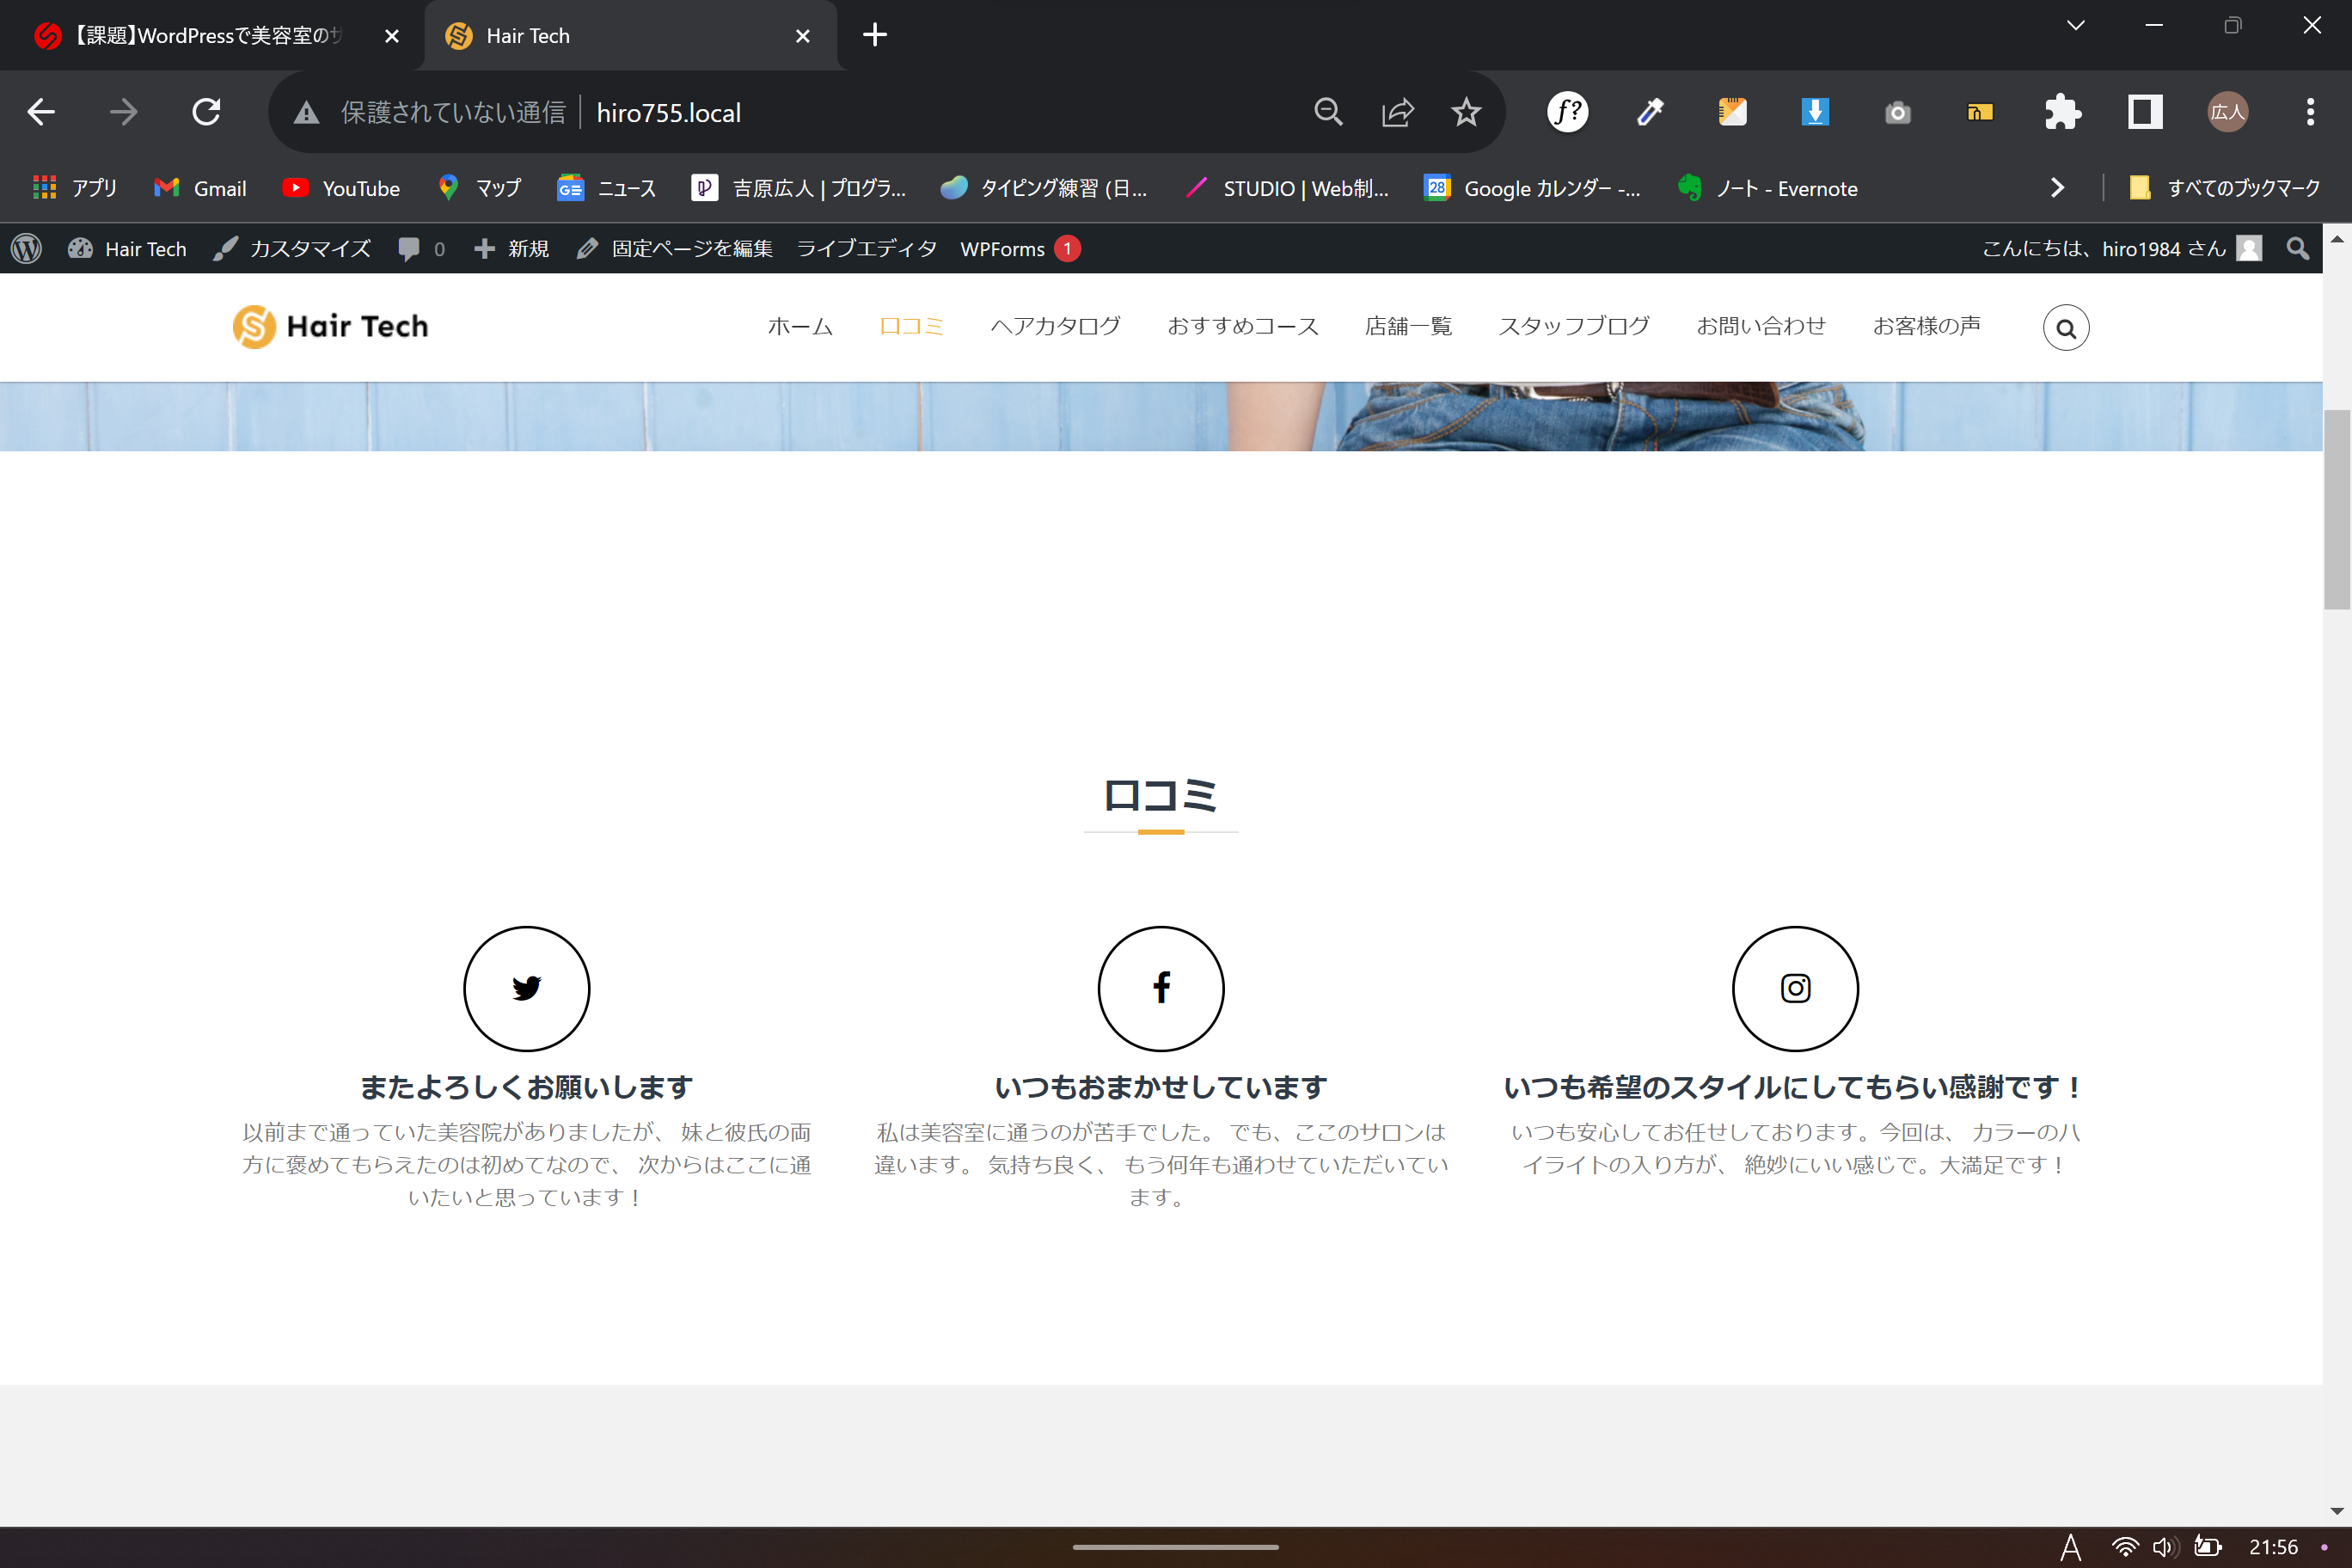 【課題】WordPressで美容室のサ
Hair Tech
保護されていない通信 hiro755.local
f?
広人
アプリ Gmail YouTube マップ ニュース 吉原広人 | プログラ... タイピング練習 (日... STUDIO | Web制... 28 Google カレンダー -... ノート - Evernote すべてのブックマーク
Hair Tech カスタマイズ 0 新規 固定ページを編集 ライブエディタ WPForms 1 こんにちは、hiro1984 さん
Hair Tech ホーム 口コミ ヘアカタログ おすすめコース 店舗一覧 スタッフブログ お問い合わせ お客様の声
口コミ
またよろしくお願いします
以前まで通っていた美容院がありましたが、 妹と彼氏の両
方に褒めてもらえたのは初めてなので、 次からはここに通
いたいと思っています！
いつもおまかせしています
私は美容室に通うのが苦手でした。 でも、ここのサロンは
違います。 気持ち良く、 もう何年も通わせていただいてい
ます。
いつも希望のスタイルにしてもらい感謝です！
いつも安心してお任せしております。今回は、 カラーのハ
イライトの入り方が、 絶妙にいい感じで。大満足です！
A 21:56